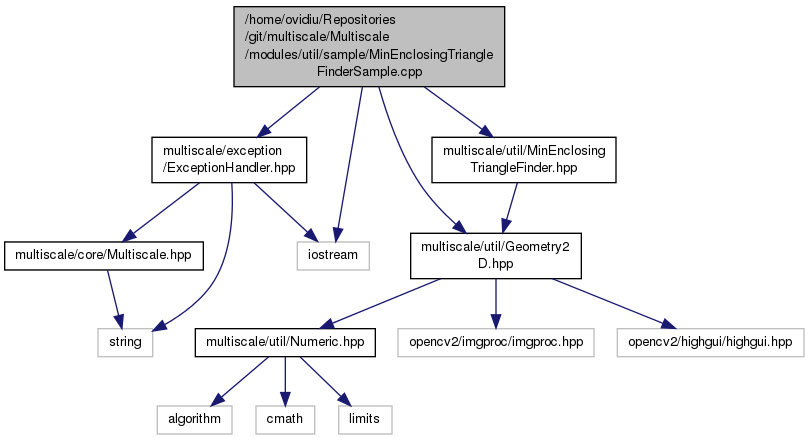 /home/ovidiu/Repositories
/git/multiscale/Multiscale
/modules/util/sample/MinEnclosingTriangle
FinderSample.cpp
multiscale/exception
/ExceptionHandler.hpp
multiscale/util/MinEnclosing
TriangleFinder.hpp
multiscale/core/Multiscale.hpp
iostream
multiscale/util/Geometry2
D.hpp
string
multiscale/util/Numeric.hpp
opencv2/imgproc/imgproc.hpp
opencv2/highgui/highgui.hpp
algorithm
cmath
limits